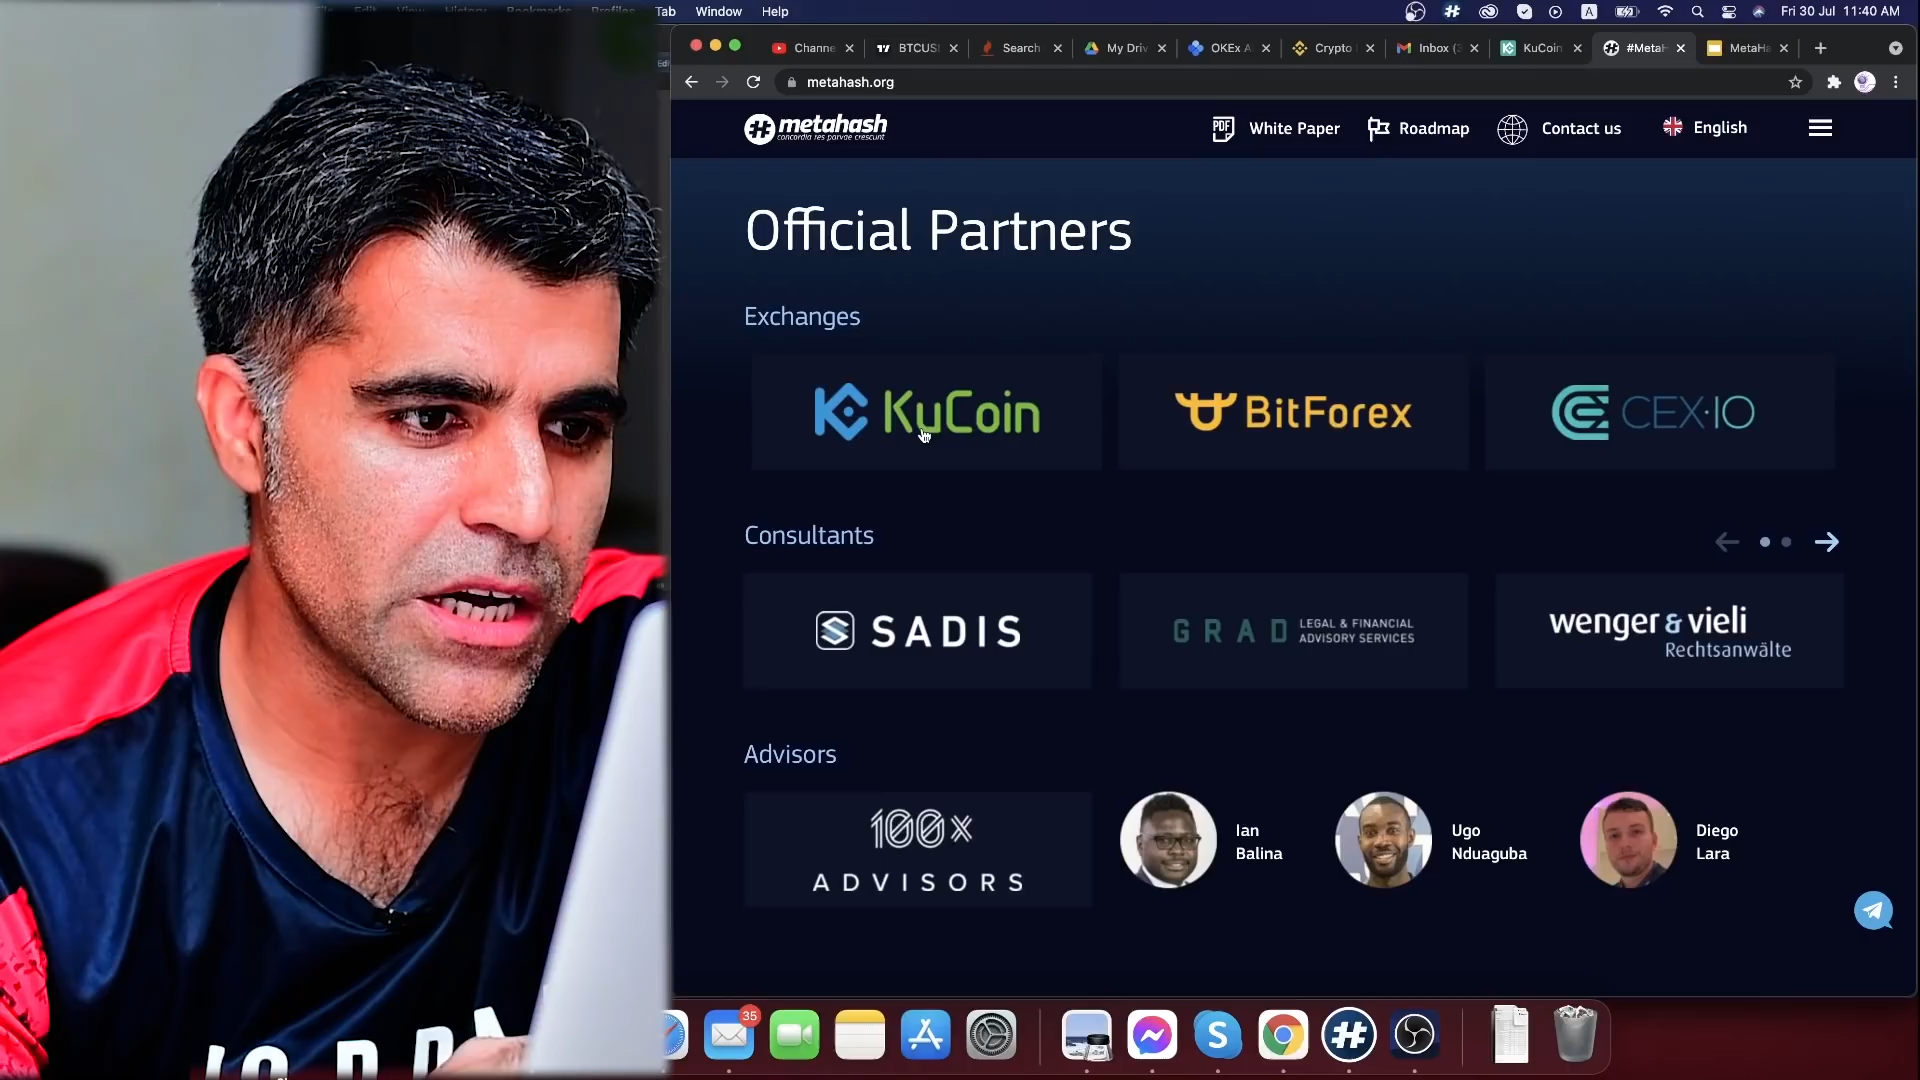 Tab Window Help
Fri 30 Jul 11:40 AM
Channe
BTCUS
Search
My Driv
OKEx A
Crypto
Inbox (3
KuCoin
#MetaH
MetaHa
metahash.org
metahash
concordia res parvae crescunt
PDF
White Paper
Roadmap
Contact us
English
Official Partners
Exchanges
KuCoin
BitForex
CEX·IO
Consultants
SADIS
GRAD LEGAL & FINANCIAL
ADVISORY SERVICES
wenger & vieli
Rechtsanwälte
Advisors
100x
ADVISORS
Ian
Balina
Ugo
Nduaguba
Diego
Lara
35